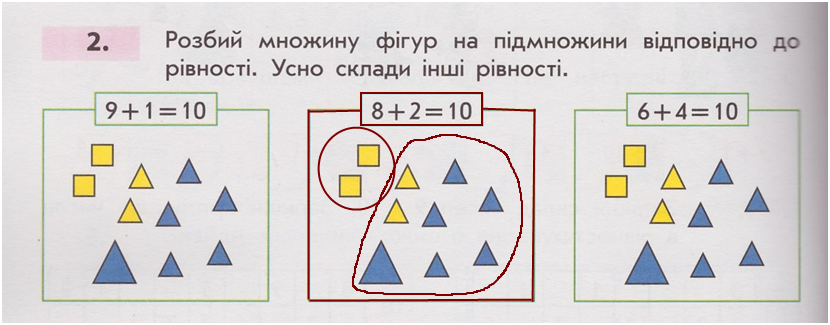 2. Розбий множину фігур на підмножини відповідно до
рівності. Усно склади інші рівності.
9+1=10
8+2=10
6+4=10